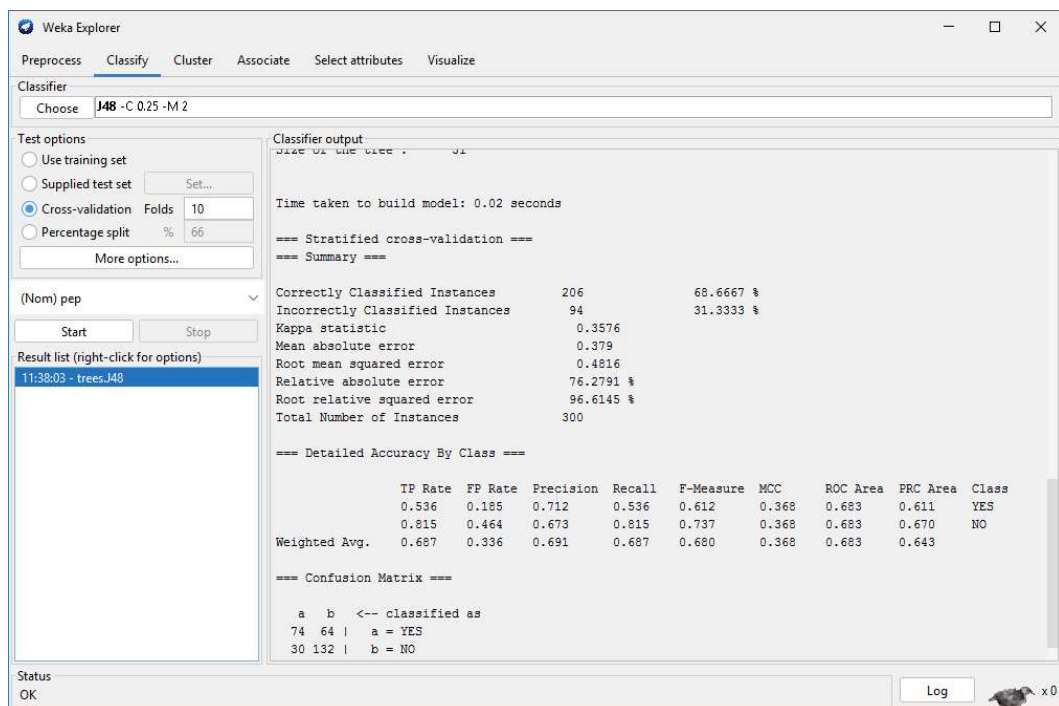 Weka Explorer
Preprocess Classify Cluster Associate Select attributes Visualize
Classifier
Choose J48 -C 0.25 -M 2
Test options
Use training set
Supplied test set Set...
Cross-validation Folds 10
Percentage split % 66
More options...
(Nom) pep
Start Stop
Result list (right-click for options)
11:38:03 - trees.J48
Classifier output
Size of the tree : 31
Time taken to build model: 0.02 seconds
=== Stratified cross-validation ===
=== Summary ===
Correctly Classified Instances 206 68.6667 %
Incorrectly Classified Instances 94 31.3333 %
Kappa statistic 0.3576
Mean absolute error 0.379
Root mean squared error 0.4816
Relative absolute error 76.2791 %
Root relative squared error 96.6145 %
Total Number of Instances 300
=== Detailed Accuracy By Class ===
TP Rate FP Rate Precision Recall F-Measure MCC ROC Area PRC Area Class
0.536 0.185 0.712 0.536 0.612 0.368 0.683 0.611 YES
0.815 0.464 0.673 0.815 0.737 0.368 0.683 0.670 NO
Weighted Avg. 0.687 0.336 0.691 0.687 0.680 0.368 0.683 0.643
=== Confusion Matrix ===
a b <-- classified as
74 64 | a = YES
30 132 | b = NO
Status
OK
Log x 0